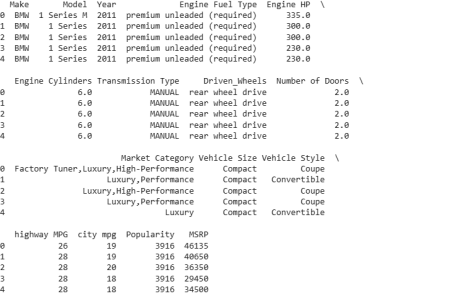 Make Model Year Engine Fuel Type Engine HP \
0 BMW 1 Series M 2011 premium unleaded (required) 335.0
1 BMW 1 Series 2011 premium unleaded (required) 300.0
2 BMW 1 Series 2011 premium unleaded (required) 300.0
3 BMW 1 Series 2011 premium unleaded (required) 230.0
4 BMW 1 Series 2011 premium unleaded (required) 230.0
Engine Cylinders Transmission Type Driven_Wheels Number of Doors \
0 6.0 MANUAL rear wheel drive 2.0
1 6.0 MANUAL rear wheel drive 2.0
2 6.0 MANUAL rear wheel drive 2.0
3 6.0 MANUAL rear wheel drive 2.0
4 6.0 MANUAL rear wheel drive 2.0
Market Category Vehicle Size Vehicle Style \
0 Factory Tuner,Luxury,High-Performance Compact Coupe
1 Luxury,Performance Compact Convertible
2 Luxury,High-Performance Compact Coupe
3 Luxury,Performance Compact Coupe
4 Luxury Compact Convertible
highway MPG city mpg Popularity MSRP
0 26 19 3916 46135
1 28 19 3916 40650
2 28 20 3916 36350
3 28 18 3916 29450
4 28 18 3916 34500